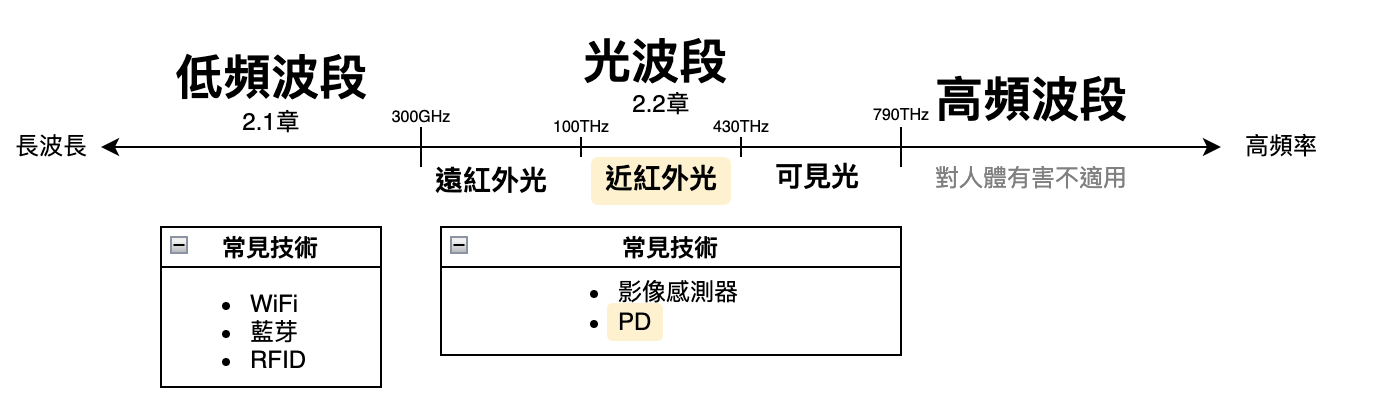 低頻波段
光波段
高頻波段
2.1章
2.2章
300GHz
100THz
430THz
790THz
長波長
高頻率
遠紅外光
近紅外光
可見光
對人體有害不適用
常見技術
• WiFi
• 藍芽
• RFID
常見技術
• 影像感測器
• PD